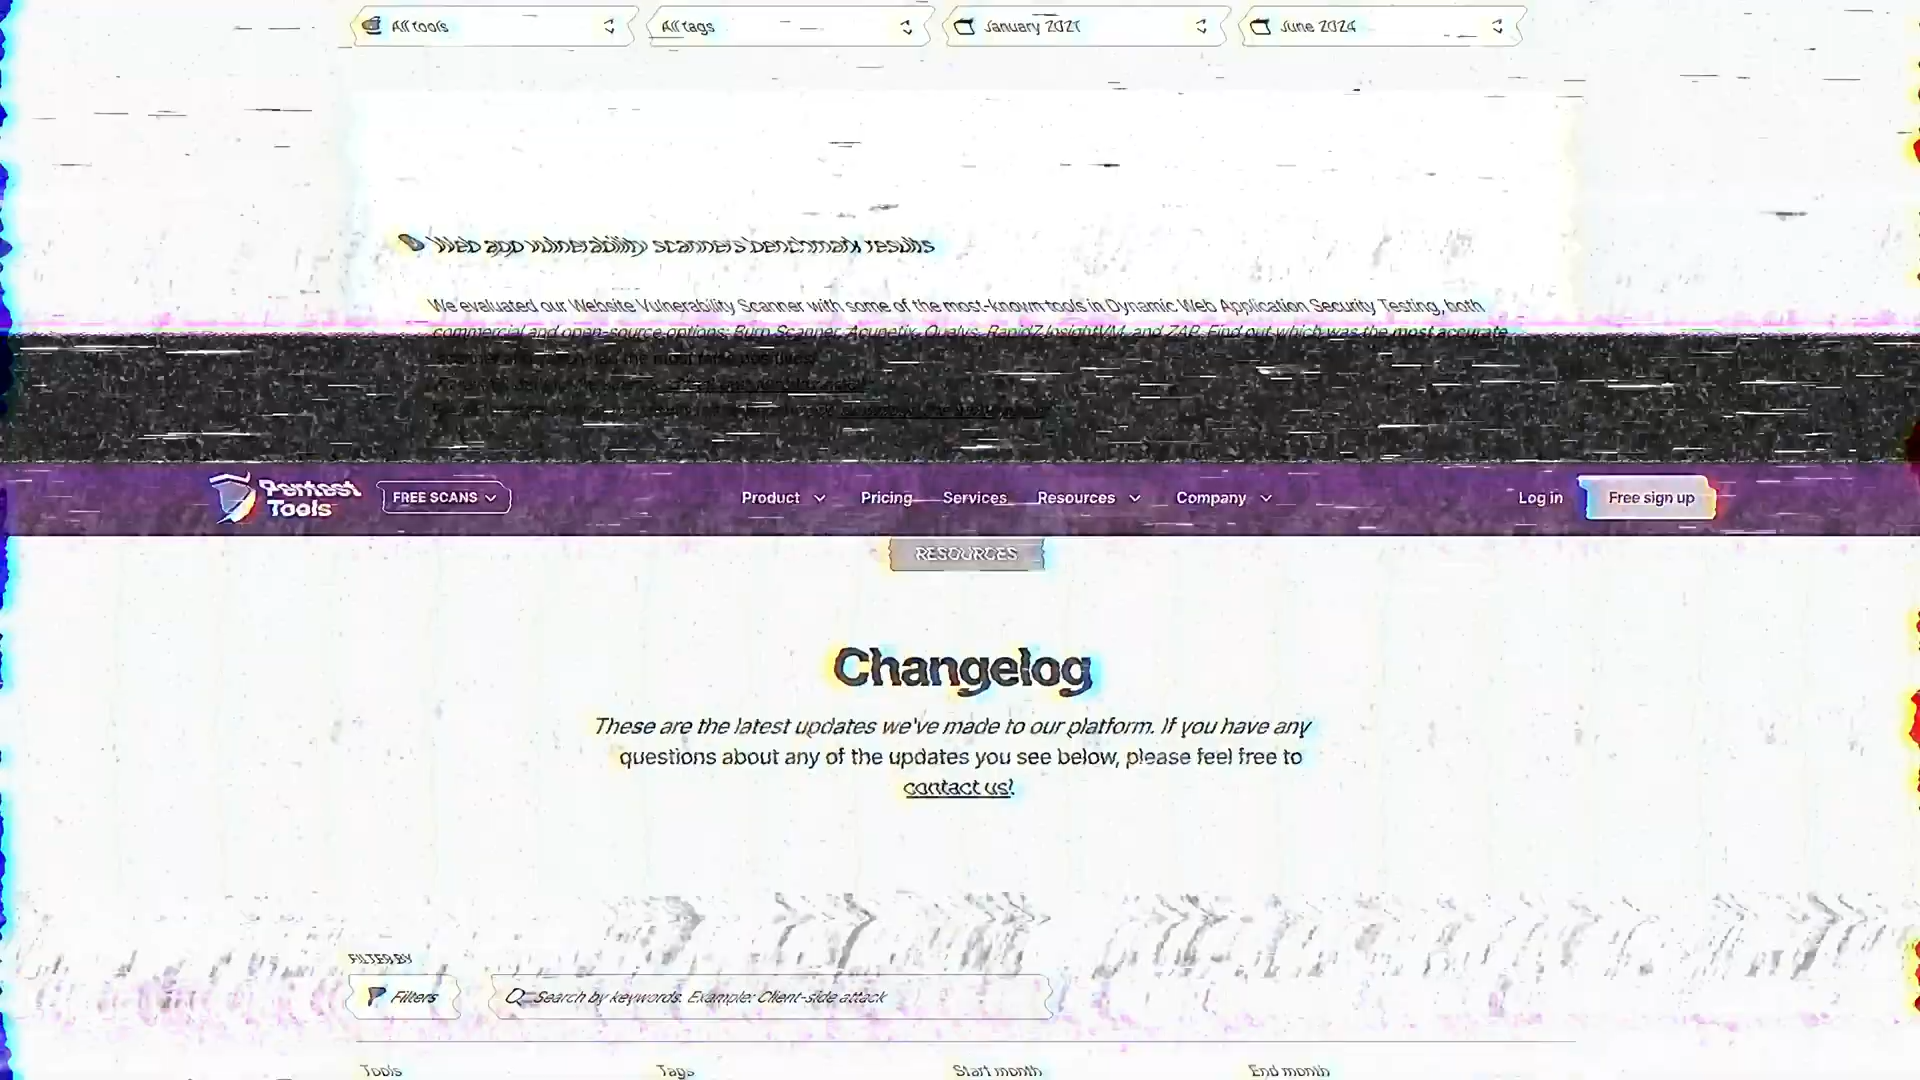 All tools
All tags
January 2021
June 2024
Web app vulnerability scanners benchmark results
We evaluated our Website Vulnerability Scanner with some of the most-known tools in Dynamic Web Application Security Testing, both
commercial and open-source options: Burp Scanner, Acunetix, Qualys, Rapid7 InsightVM, and ZAP. Find out which was the most accurate
the most false positives.
Pentest
Tools
FREE SCANS
Product
Pricing
Services
Resources
Company
Log in
Free sign up
RESOURCES
Changelog
These are the latest updates we've made to our platform. If you have any
questions about any of the updates you see below, please feel free to
contact us!
FILTER BY
Filters
Search by keywords. Example: Client-side attack
Tools
Tags
Start month
End month